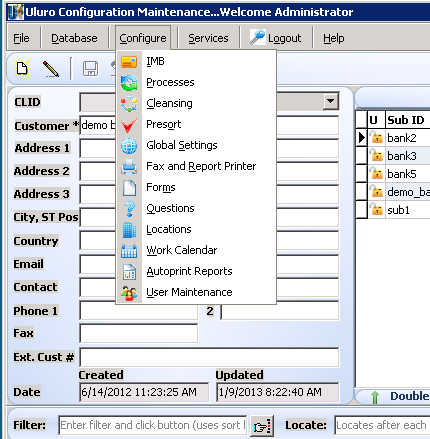 Uluro Configuration Maintenance...Welcome Administrator
File Database Configure Services Logout Help
IMB
Processes
Cleansing
Presort
Global Settings
Fax and Report Printer
Forms
Questions
Locations
Work Calendar
Autoprint Reports
User Maintenance
CLID
Customer * demo b
Address 1
Address 2
Address 3
City, ST Pos
Country
Email
Contact
Phone 1 2
Fax
Ext. Cust #
Created Updated
Date 6/14/2012 11:23:25 AM 1/9/2013 8:22:40 AM
U Sub ID
bank2
bank3
bank5
demo_ba
sub1
Double
Filter: Enter filter and click button (uses sort Locate: Locates after each